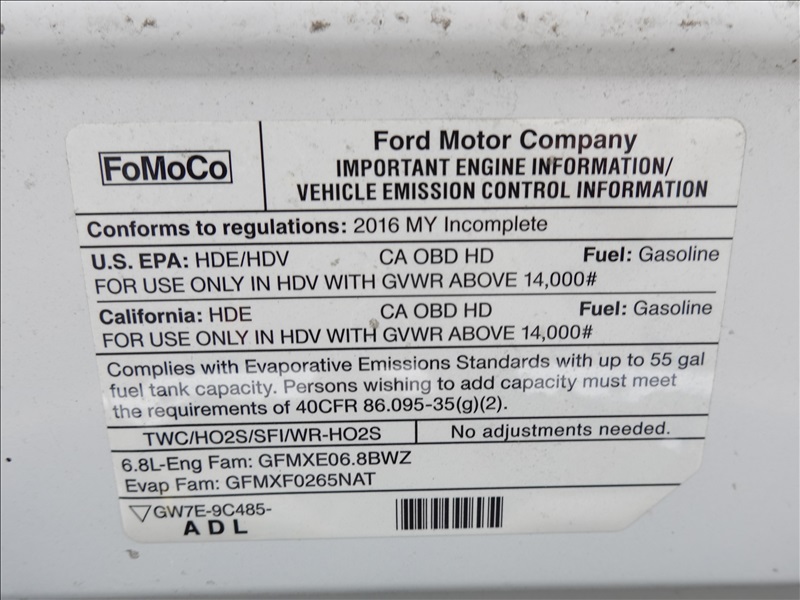 FoMoCo
Ford Motor Company
IMPORTANT ENGINE INFORMATION/
VEHICLE EMISSION CONTROL INFORMATION
Conforms to regulations: 2016 MY Incomplete
U.S. EPA: HDE/HDV CA OBD HD Fuel: Gasoline
FOR USE ONLY IN HDV WITH GVWR ABOVE 14,000#
California: HDE CA OBD HD Fuel: Gasoline
FOR USE ONLY IN HDV WITH GVWR ABOVE 14,000#
Complies with Evaporative Emissions Standards with up to 55 gal
fuel tank capacity. Persons wishing to add capacity must meet
the requirements of 40CFR 86.095-35(g)(2).
TWC/HO2S/SFI/WR-HO2S No adjustments needed.
6.8L-Eng Fam: GFMXE06.8BWZ
Evap Fam: GFMXF0265NAT
▽GW7E-9C485-
A D L